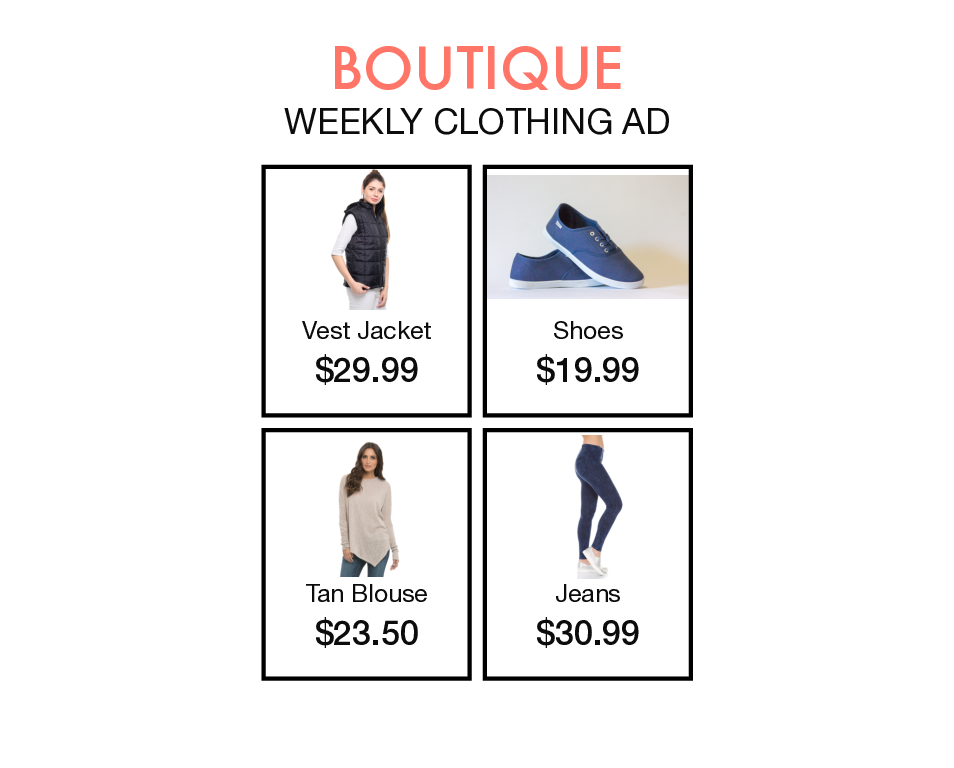 BOUTIQUE
WEEKLY CLOTHING AD
Vest Jacket
$29.99
Shoes
$19.99
Tan Blouse
$23.50
Jeans
$30.99